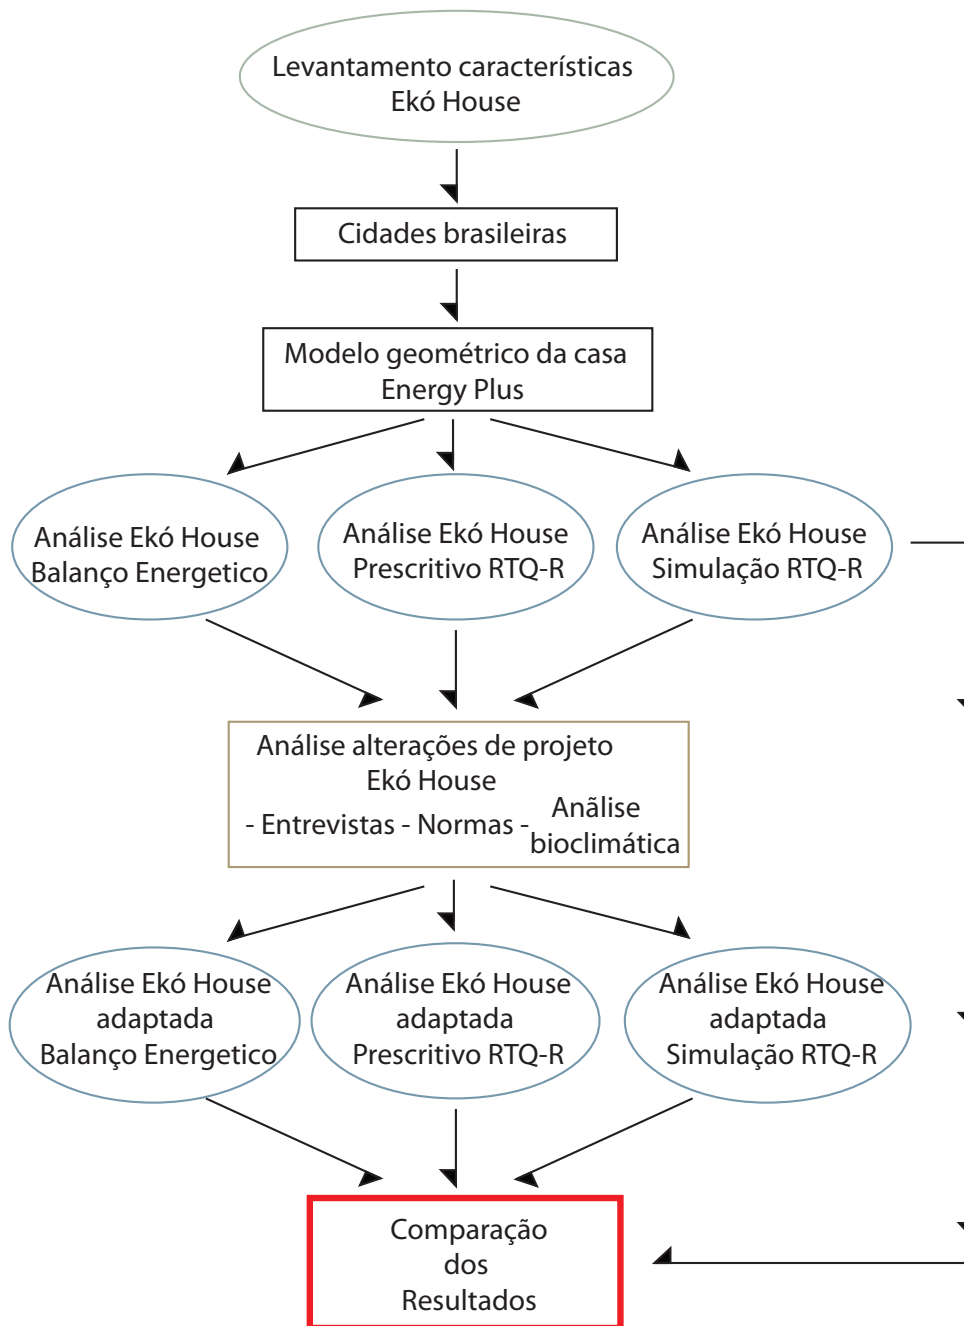 Levantamento características
Ekó House
Cidades brasileiras
Modelo geométrico da casa
Energy Plus
Análise Ekó House
Balanço Energetico
Análise Ekó House
Prescritivo RTQ-R
Análise Ekó House
Simulação RTQ-R
Análise alterações de projeto
Ekó House
- Entrevistas - Normas -
Anãlise
bioclimática
Análise Ekó House
adaptada
Balanço Energetico
Análise Ekó House
adaptada
Prescritivo RTQ-R
Análise Ekó House
adaptada
Simulação RTQ-R
Comparação
dos
Resultados